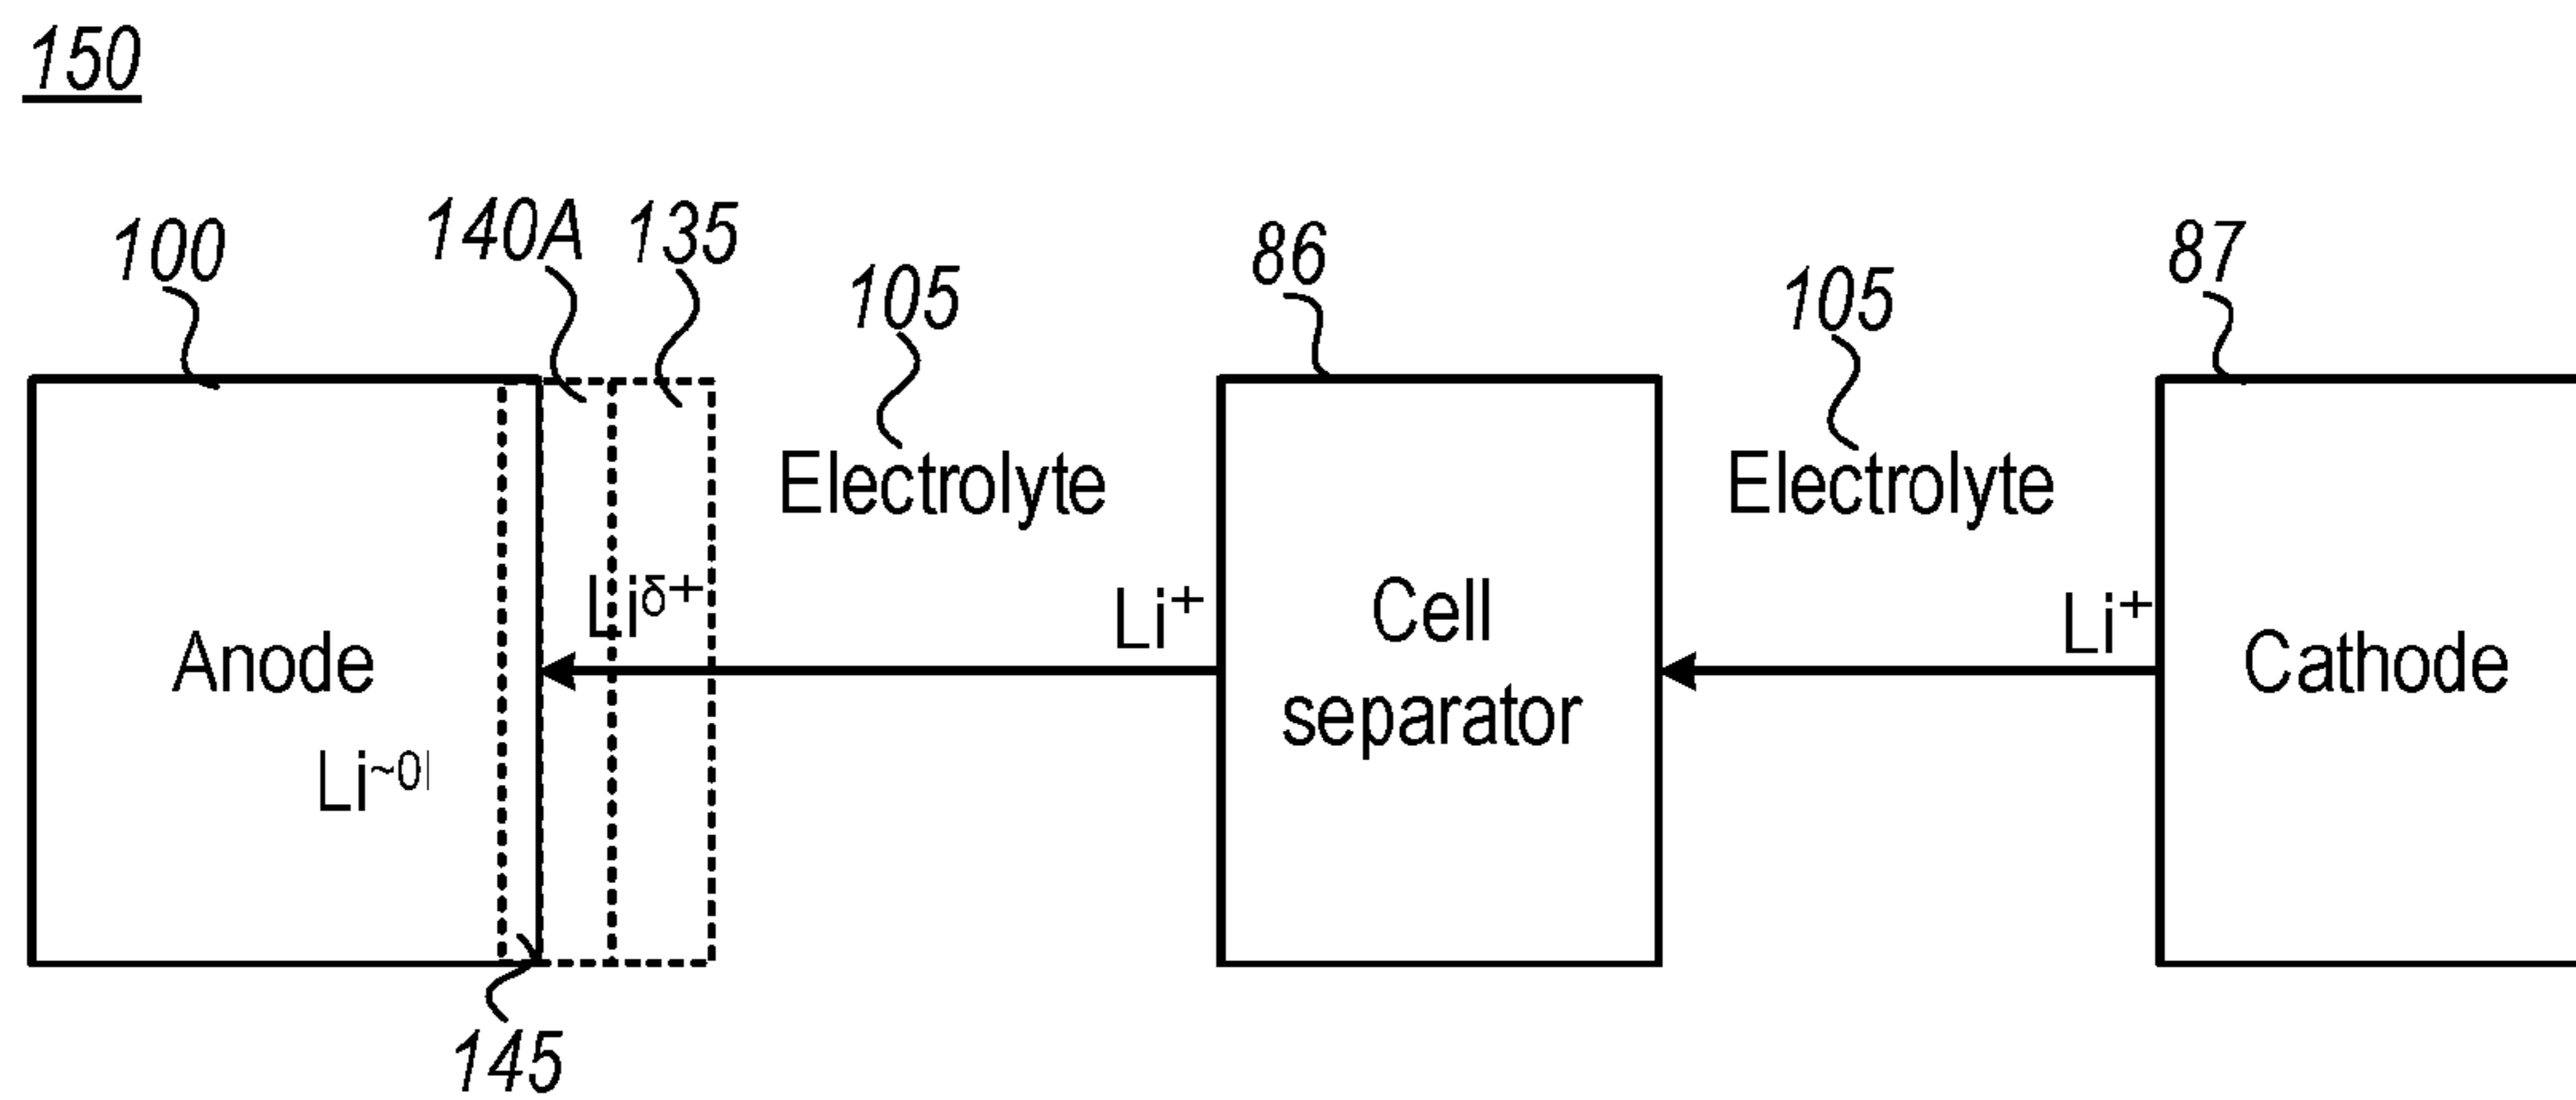 150
100
140A
135
105
86
105
87
Electrolyte
Electrolyte
Liδ+
Li+
Cell
separator
Li+
Anode
Cathode
Li~0|
145